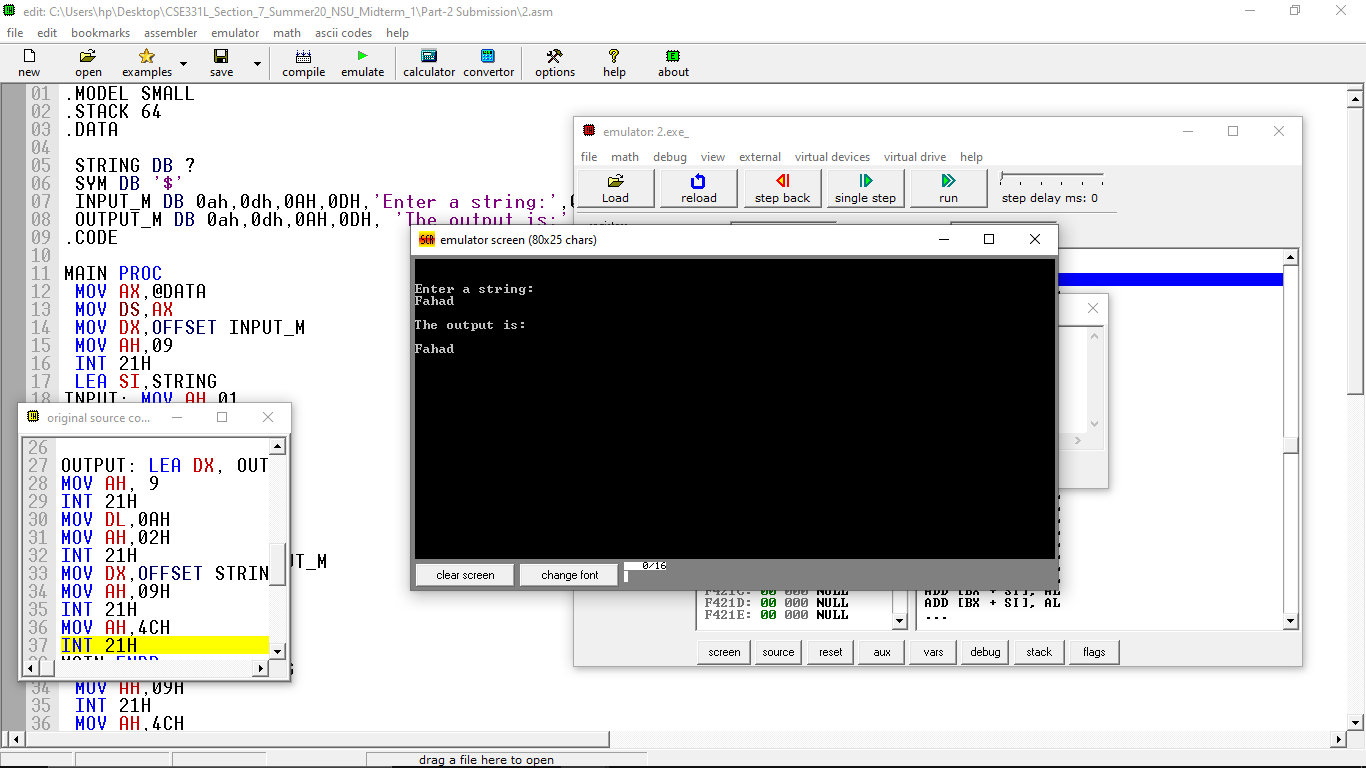 edit: C:\Users\hp\Desktop\CSE331L_Section_7_Summer20_NSU_Midterm_1\Part-2 Submission\2.asm
file edit bookmarks assembler emulator math ascii codes help
new open examples save compile emulate calculator convertor options help about
01 .MODEL SMALL
02 .STACK 64
03 .DATA
04
05 STRING DB ?
06 SYM DB '$'
07 INPUT_M DB 0ah,0dh,0AH,0DH,'Enter a string:',
08 OUTPUT_M DB 0ah,0dh,0AH,0DH, 'The output is:'
09 .CODE
10
11 MAIN PROC
12 MOV AX,@DATA
13 MOV DS,AX
14 MOV DX,OFFSET INPUT_M
15 MOV AH,09
16 INT 21H
17 LEA SI,STRING
18 INPUT: MOV AH,01
UT_M
34 MOV AH,09H
35 INT 21H
36 MOV AH,4CH
drag a file here to open
original source co...
26
27 OUTPUT: LEA DX, OUT
28 MOV AH, 9
29 INT 21H
30 MOV DL,0AH
31 MOV AH,02H
32 INT 21H
33 MOV DX,OFFSET STRIN
34 MOV AH,09H
35 INT 21H
36 MOV AH,4CH
37 INT 21H
38 MAIN ENDP
emulator: 2.exe_
file math debug view external virtual devices virtual drive help
Load reload step back single step run step delay ms: 0
emulator screen (80x25 chars)
Enter a string:
Fahad
The output is:
Fahad
clear screen change font 0/16
F421C: 00 000 NULL ADD [BX + SI], AL
F421D: 00 000 NULL ADD [BX + SI], AL
F421E: 00 000 NULL ...
screen source reset aux vars debug stack flags